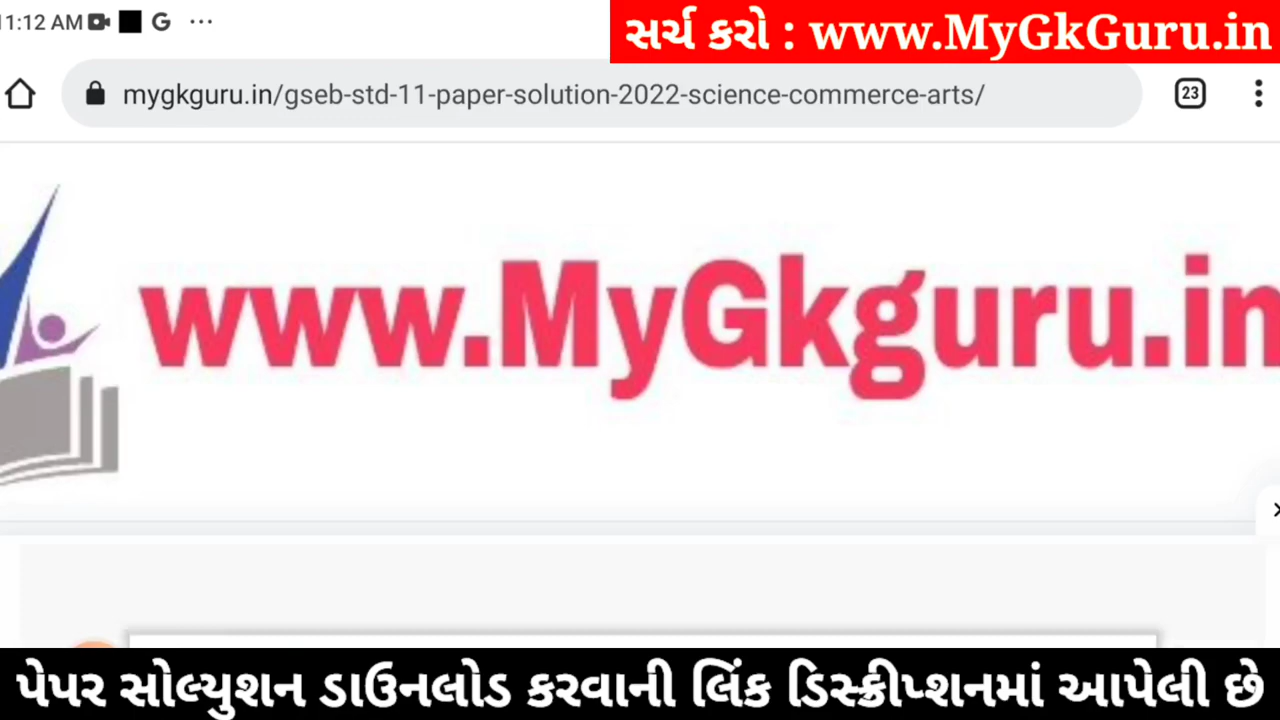 11:12 AM
સર્ચ કરો : www.MyGkGuru.in
mygkguru.in/gseb-std-11-paper-solution-2022-science-commerce-arts/
23
www.MyGkguru.in
પેપર સોલ્યુશન ડાઉનલોડ કરવાની લિંક ડિસ્ક્રીપ્શનમાં આપેલી છે